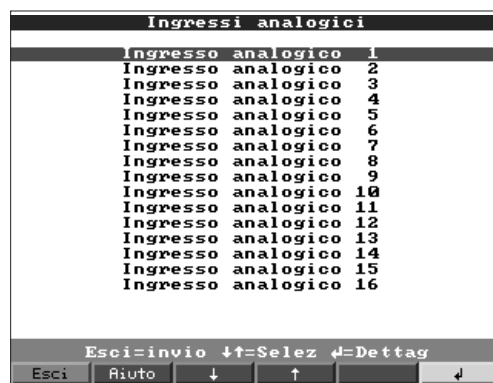 Ingressi analogici
Ingresso analogico 1
Ingresso analogico 2
Ingresso analogico 3
Ingresso analogico 4
Ingresso analogico 5
Ingresso analogico 6
Ingresso analogico 7
Ingresso analogico 8
Ingresso analogico 9
Ingresso analogico 10
Ingresso analogico 11
Ingresso analogico 12
Ingresso analogico 13
Ingresso analogico 14
Ingresso analogico 15
Ingresso analogico 16
Esci=invio ↓↑=Selez ↲=Dettag
Esci Aiuto ↓ ↑ ↲